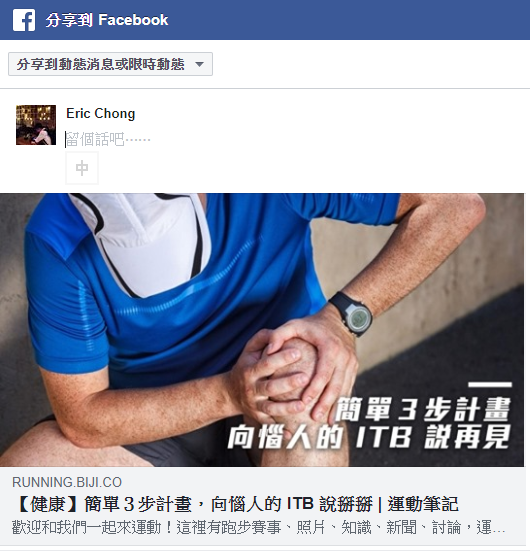 分享到 Facebook
分享到動態消息或限時動態
Eric Chong
留個話吧……
中
簡單３步計畫
向惱人的 ITB 說再見
RUNNING.BIJI.CO
【健康】簡單３步計畫，向惱人的 ITB 說掰掰 | 運動筆記
歡迎和我們一起來運動！這裡有跑步賽事、照片、知識、新聞、討論，運…